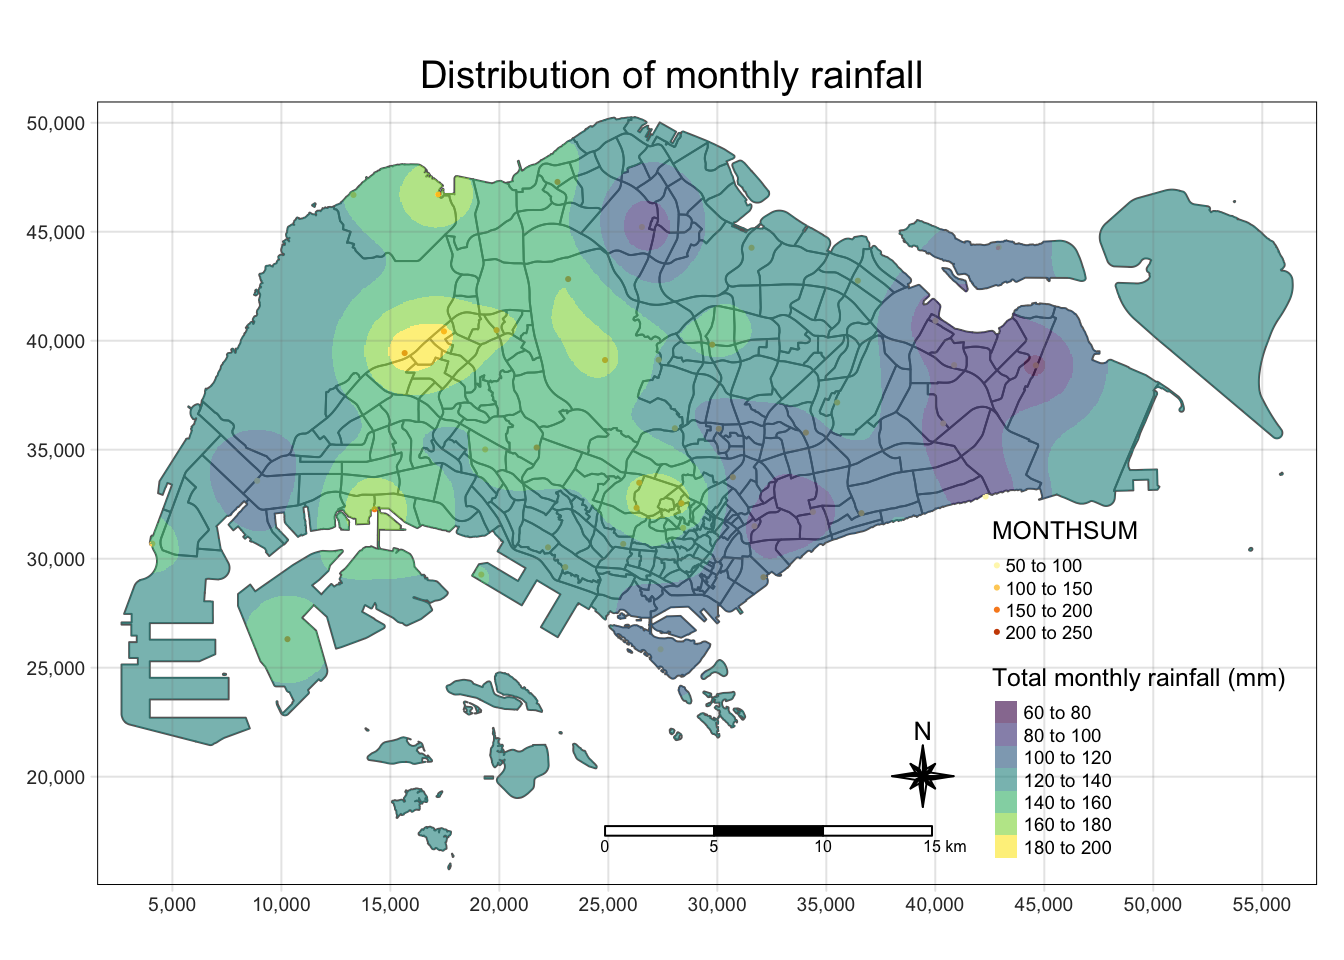 Distribution of monthly rainfall
50,000
45,000
40,000
35,000
30,000
25,000
20,000
MONTHSUM
50 to 100
100 to 150
150 to 200
200 to 250
Total monthly rainfall (mm)
60 to 80
80 to 100
100 to 120
120 to 140
140 to 160
160 to 180
180 to 200
N
0 5 10 15 km
5,000 10,000 15,000 20,000 25,000 30,000 35,000 40,000 45,000 50,000 55,000